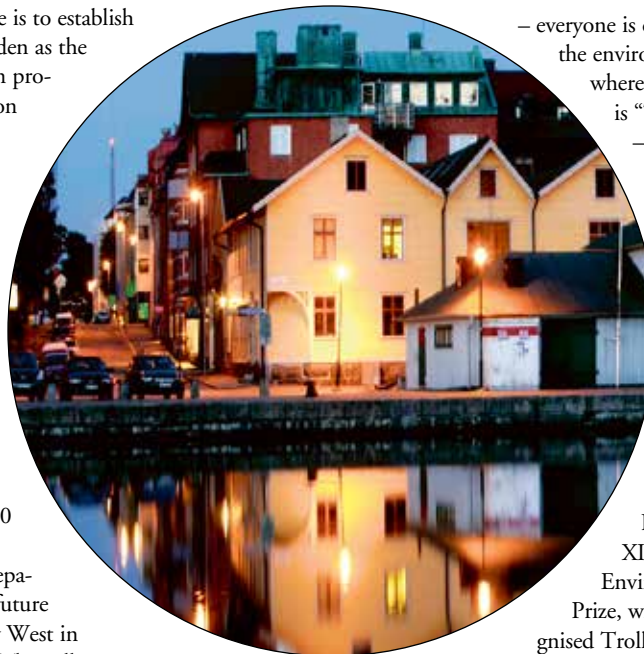 e is to establish
den as the
n pro-
on
0
epa-
future
West in
– everyone is
the enviro
where
is “
–
XI
Envi
Prize, w
gnised Troll